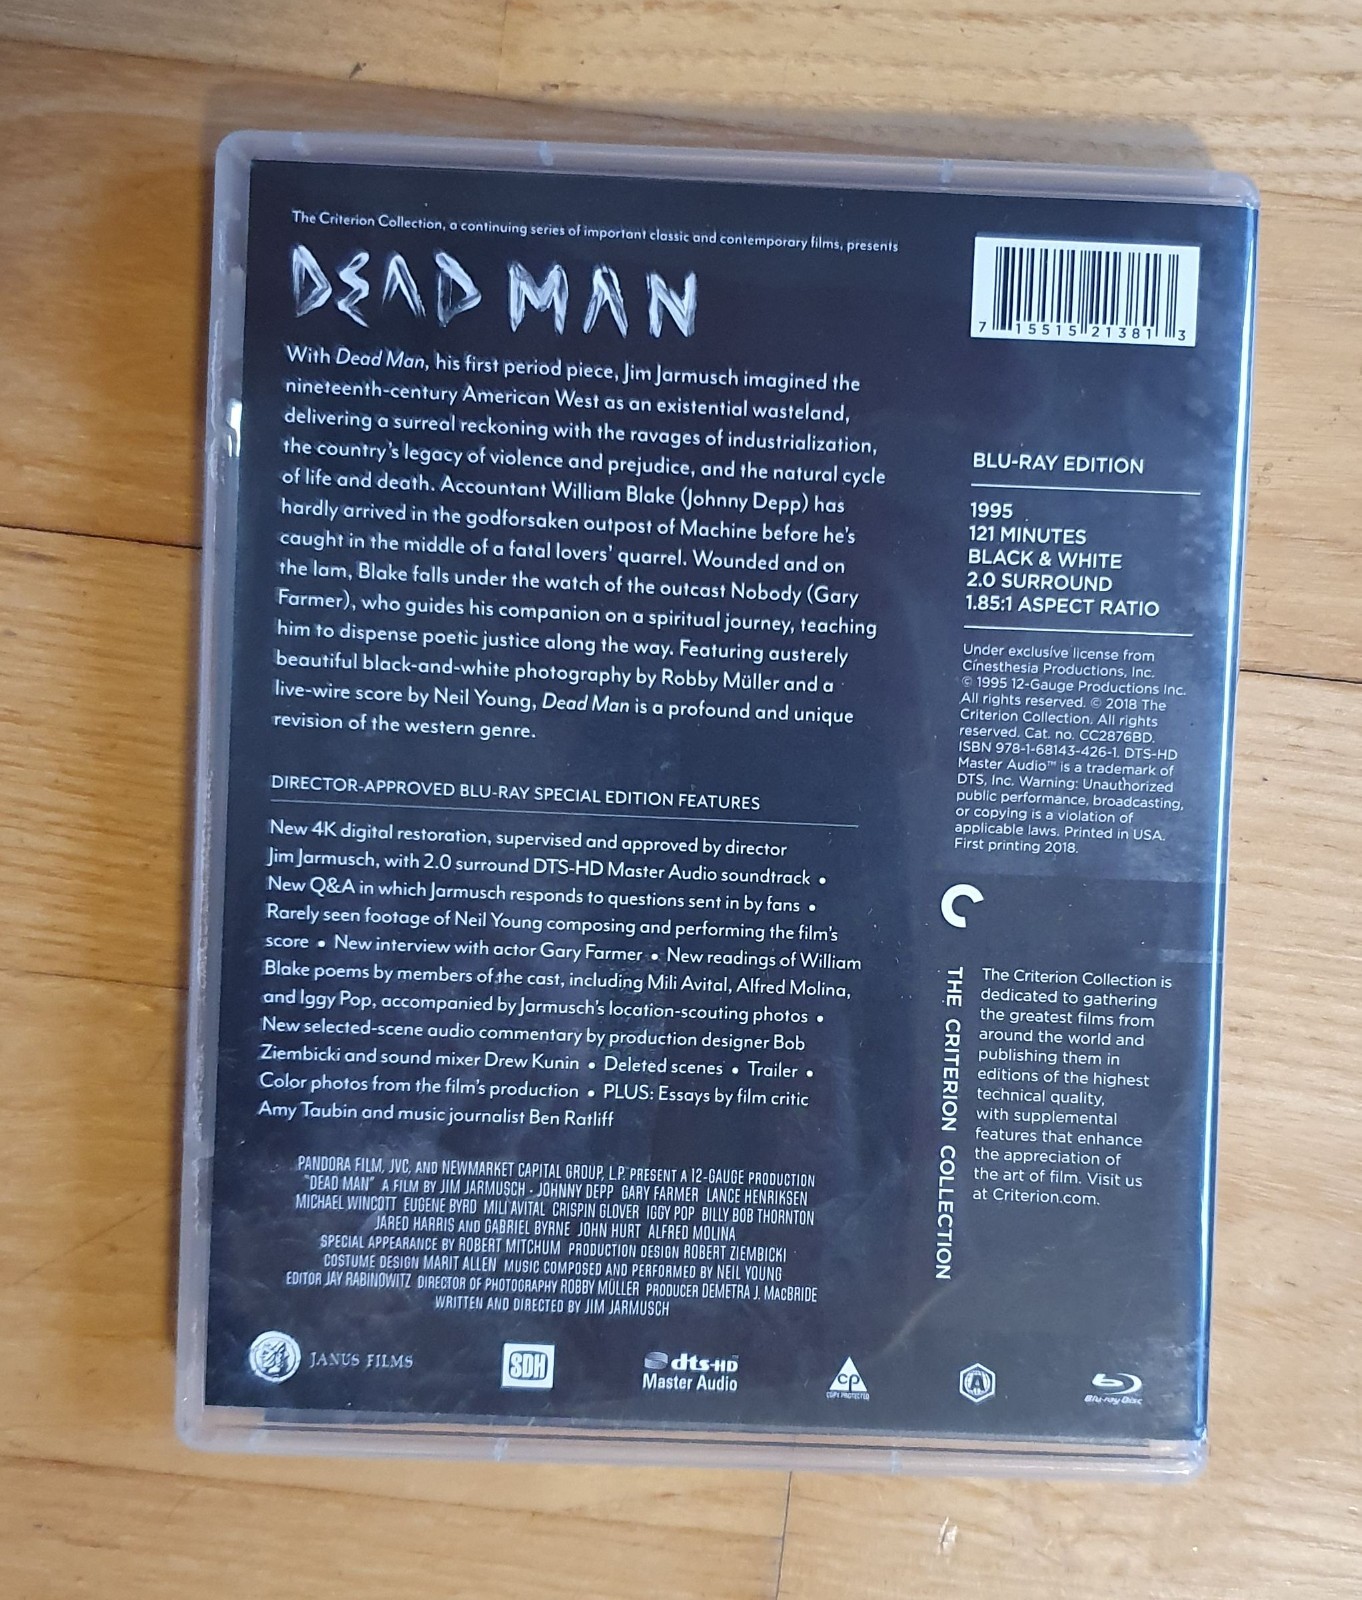 The Criterion Collection, a continuing series of important classic and contemporary films, presents
DEAD MAN
With Dead Man, his first period piece, Jim Jarmusch imagined the
nineteenth-century American West as an existential wasteland,
delivering a surreal reckoning with the ravages of industrialization,
the country's legacy of violence and prejudice, and the natural cycle
of life and death. Accountant William Blake (Johnny Depp) has
hardly arrived in the godforsaken outpost of Machine before he's
caught in the middle of a fatal lovers' quarrel. Wounded and on
the lam, Blake falls under the watch of the outcast Nobody (Gary
Farmer), who guides his companion on a spiritual journey, teaching
him to dispense poetic justice along the way. Featuring austerely
beautiful black-and-white photography by Robby Müller and a
live-wire score by Neil Young, Dead Man is a profound and unique
revision of the western genre.
DIRECTOR-APPROVED BLU-RAY SPECIAL EDITION FEATURES
New 4K digital restoration, supervised and approved by director
Jim Jarmusch, with 2.0 surround DTS-HD Master Audio soundtrack •
New Q&A in which Jarmusch responds to questions sent in by fans •
Rarely seen footage of Neil Young composing and performing the film's
score • New interview with actor Gary Farmer • New readings of William
Blake poems by members of the cast, including Mili Avital, Alfred Molina,
and Iggy Pop, accompanied by Jarmusch's location-scouting photos •
New selected-scene audio commentary by production designer Bob
Ziembicki and sound mixer Drew Kunin • Deleted scenes • Trailer •
Color photos from the film's production • PLUS: Essays by film critic
Amy Taubin and music journalist Ben Ratliff
PANDORA FILM, JVC, AND NEWMARKET CAPITAL GROUP, L.P. PRESENT A 12-GAUGE PRODUCTION
"DEAD MAN" A FILM BY JIM JARMUSCH • JOHNNY DEPP GARY FARMER LANCE HENRIKSEN
MICHAEL WINCOTT EUGENE BYRD MILI AVITAL CRISPIN GLOVER IGGY POP BILLY BOB THORNTON
JARED HARRIS AND GABRIEL BYRNE JOHN HURT ALFRED MOLINA
SPECIAL APPEARANCE BY ROBERT MITCHUM PRODUCTION DESIGN ROBERT ZIEMBICKI
COSTUME DESIGN MARIT ALLEN MUSIC COMPOSED AND PERFORMED BY NEIL YOUNG
EDITOR JAY RABINOWITZ DIRECTOR OF PHOTOGRAPHY ROBBY MÜLLER PRODUCER DEMETRA J. MACBRIDE
WRITTEN AND DIRECTED BY JIM JARMUSCH
7 15515 21381 3
BLU-RAY EDITION
1995
121 MINUTES
BLACK & WHITE
2.0 SURROUND
1.85:1 ASPECT RATIO
Under exclusive license from
Cinesthesia Productions, Inc.
© 1995 12-Gauge Productions Inc.
All rights reserved. © 2018 The
Criterion Collection. All rights
reserved. Cat. no. CC2876BD.
ISBN 978-1-68143-426-1. DTS-HD
Master Audio™ is a trademark of
DTS, Inc. Warning: Unauthorized
public performance, broadcasting,
or copying is a violation of
applicable laws. Printed in USA.
First printing 2018.
THE CRITERION COLLECTION
The Criterion Collection is
dedicated to gathering
the greatest films from
around the world and
publishing them in
editions of the highest
technical quality,
with supplemental
features that enhance
the appreciation of
the art of film. Visit us
at Criterion.com.
JANUS FILMS
SDH
dts-HD
Master Audio
CP
COPY PROTECTED
A
Blu-ray Disc